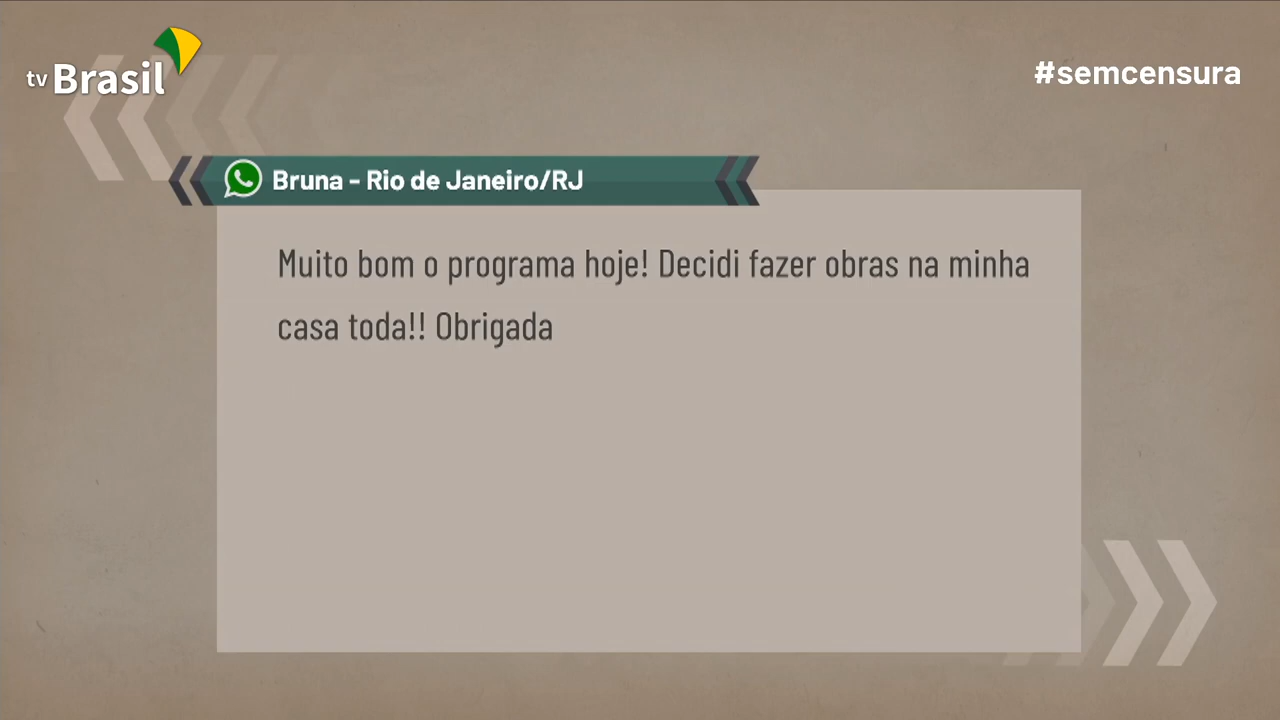 tv Brasil
#semcensura
Bruna - Rio de Janeiro/RJ
Muito bom o programa hoje! Decidi fazer obras na minha
casa toda!! Obrigada